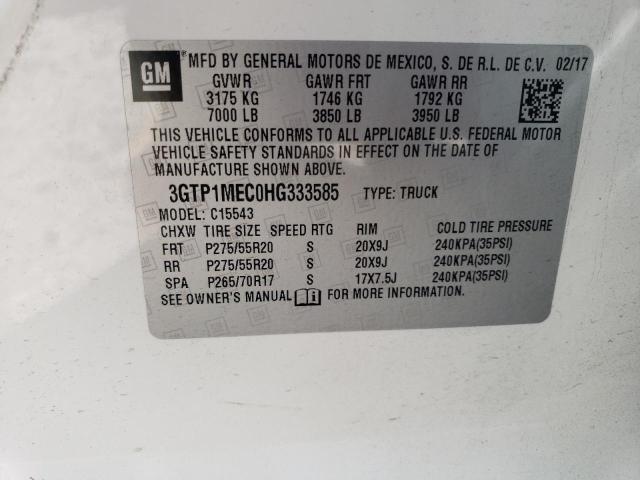 GM MFD BY GENERAL MOTORS DE MEXICO, S. DE R.L. DE C.V. 02/17
GVWR GAWR FRT GAWR RR
3175 KG 1746 KG 1792 KG
7000 LB 3850 LB 3950 LB
THIS VEHICLE CONFORMS TO ALL APPLICABLE U.S. FEDERAL MOTOR
VEHICLE SAFETY STANDARDS IN EFFECT ON THE DATE OF
MANUFACTURE SHOWN ABOVE.
3GTP1MEC0HG333585 TYPE: TRUCK
MODEL: C15543
CHXW TIRE SIZE SPEED RTG RIM COLD TIRE PRESSURE
FRT P275/55R20 S 20X9J 240KPA(35PSI)
RR P275/55R20 S 20X9J 240KPA(35PSI)
SPA P265/70R17 S 17X7.5J 240KPA(35PSI)
SEE OWNER'S MANUAL FOR MORE INFORMATION.